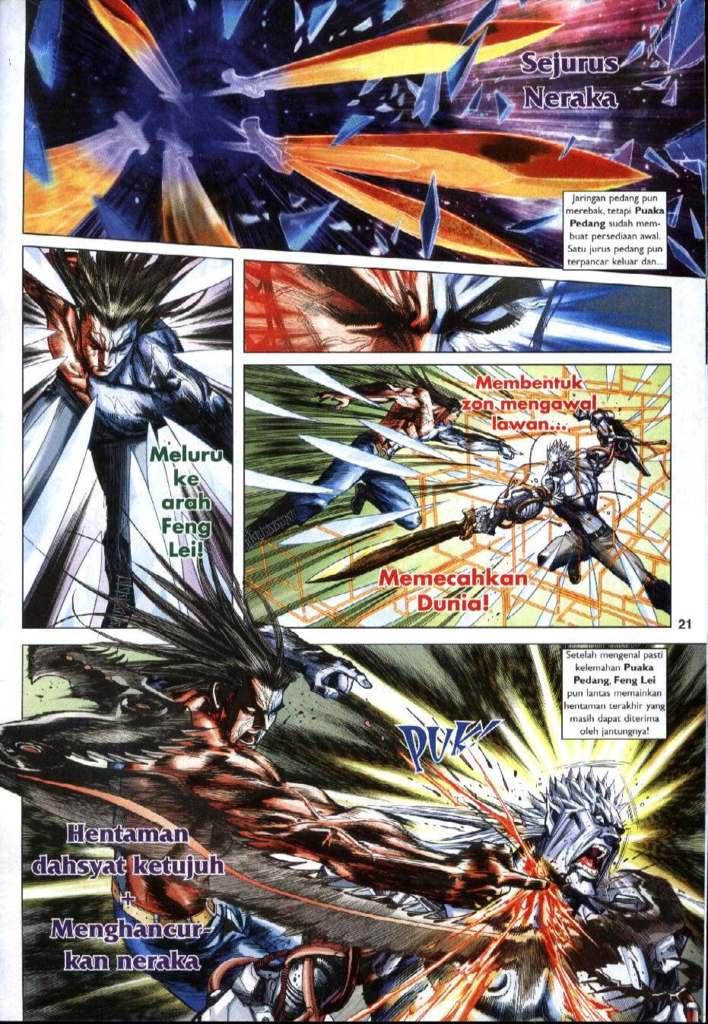 Sejurus
Neraka
Jaringan pedang pun
merebak, tetapi Puaka
Pedang sudah mem-
buat persediaan awal.
Satu jurus pedang pun
terpancar keluar dan...
Meluru
ke
arah
Feng
Lei!
Membentuk
zon mengawal
lawan...
Memecahkan
Dunia!
21
Setelah mengenal pasti
kelemahan Puaka
Pedang, Feng Lei
pun lantas memainkan
hentaman terakhir yang
masih dapat diterima
oleh jantungnya!
PUK
Hentaman
dahsyat ketujuh
+
Menghancur-
kan neraka